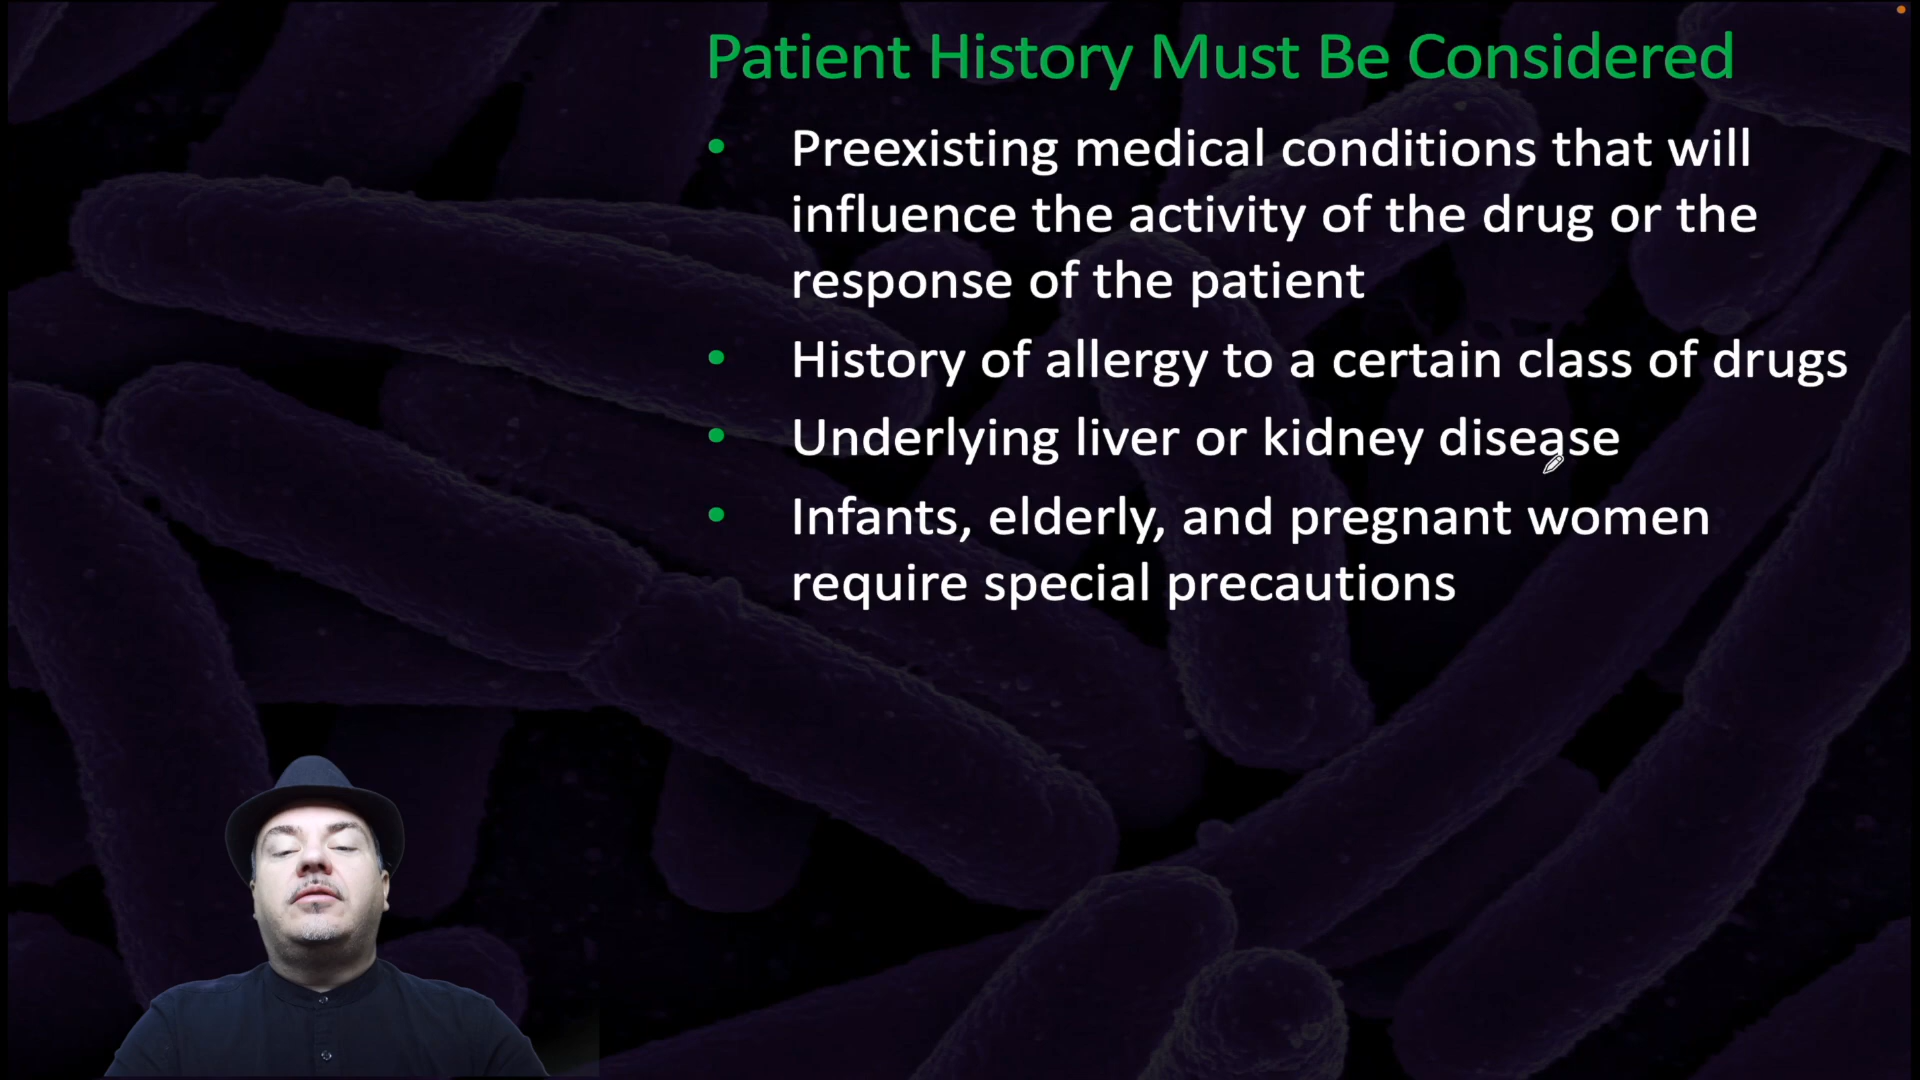 Patient History Must Be Considered
• Preexisting medical conditions that will
influence the activity of the drug or the
response of the patient
• History of allergy to a certain class of drugs
• Underlying liver or kidney disease
• Infants, elderly, and pregnant women
require special precautions